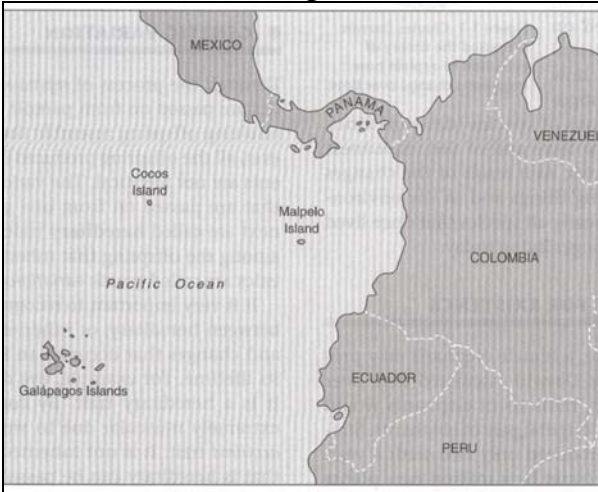 MEXICO
PANAMA
VENEZUE
Cocos
Island
Malpelo
Island
COLOMBIA
Pacific Ocean
Galápagos Islands
ECUADOR
PERU